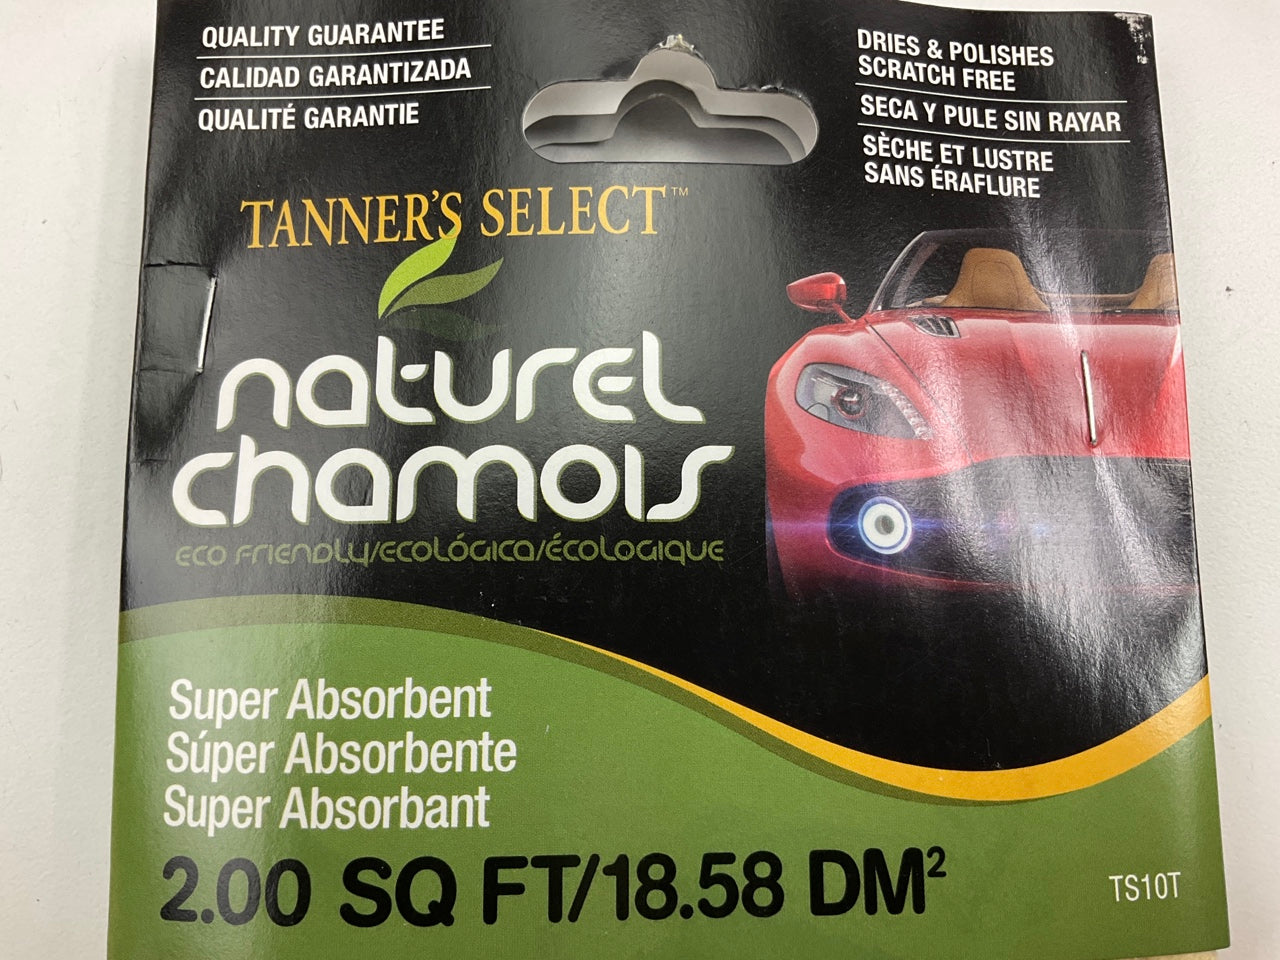 QUALITY GUARANTEE
CALIDAD GARANTIZADA
QUALITÉ GARANTIE
DRIES & POLISHES
SCRATCH FREE
SECA Y PULE SIN RAYAR
SÈCHE ET LUSTRE
SANS ÉRAFLURE
TANNER'S SELECT™
naturel
chamois
eco friendly/ecológica/écologique
Super Absorbent
Súper Absorbente
Super Absorbant
2.00 SQ FT/18.58 DM²
TS10T